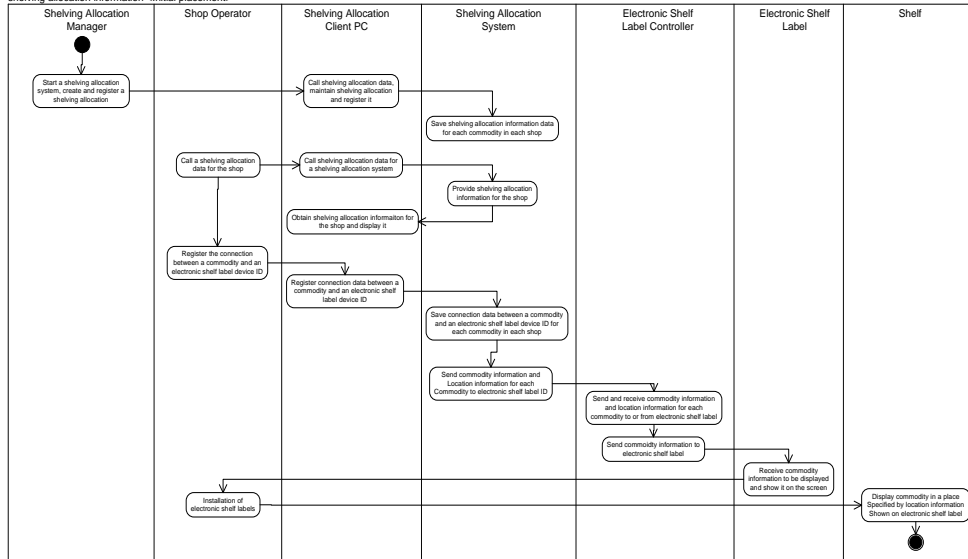 shelving allocation information -initial placement.
Shelving Allocation
Manager
Shop Operator
Shelving Allocation
Client PC
Shelving Allocation
System
Electronic Shelf
Label Controller
Electronic Shelf
Label
Shelf
Start a shelving allocation
system, create and register a
shelving allocation
Call shelving allocation data,
maintain shelving allocation
and register it
Save shelving allocation information data
for each commodity in each shop
Call a shelving allocation
data for the shop
Call shelving allocation data for
a shelving allocation system
Provide shelving allocation
information for the shop
Obtain shelving allocation informaiton for
the shop and display it
Register the connection
between a commodity and an
electronic shelf label device ID
Register connection data between a
commodity and an electronic shelf
label device ID
Save connection data between a commodity
and an electronic shelf label device ID for
each commodity in each shop
Send commodity information and
Location information for each
Commodity to electronic shelf label ID
Send and receive commodity information
and location information for each
commodity to or from electronic shelf label
Send commoidty information to
electronic shelf label
Receive commodity
information to be displayed
and show it on the screen
Installation of
electronic shelf labels
Display commodity in a place
Specified by location information
Shown on electronic shelf label